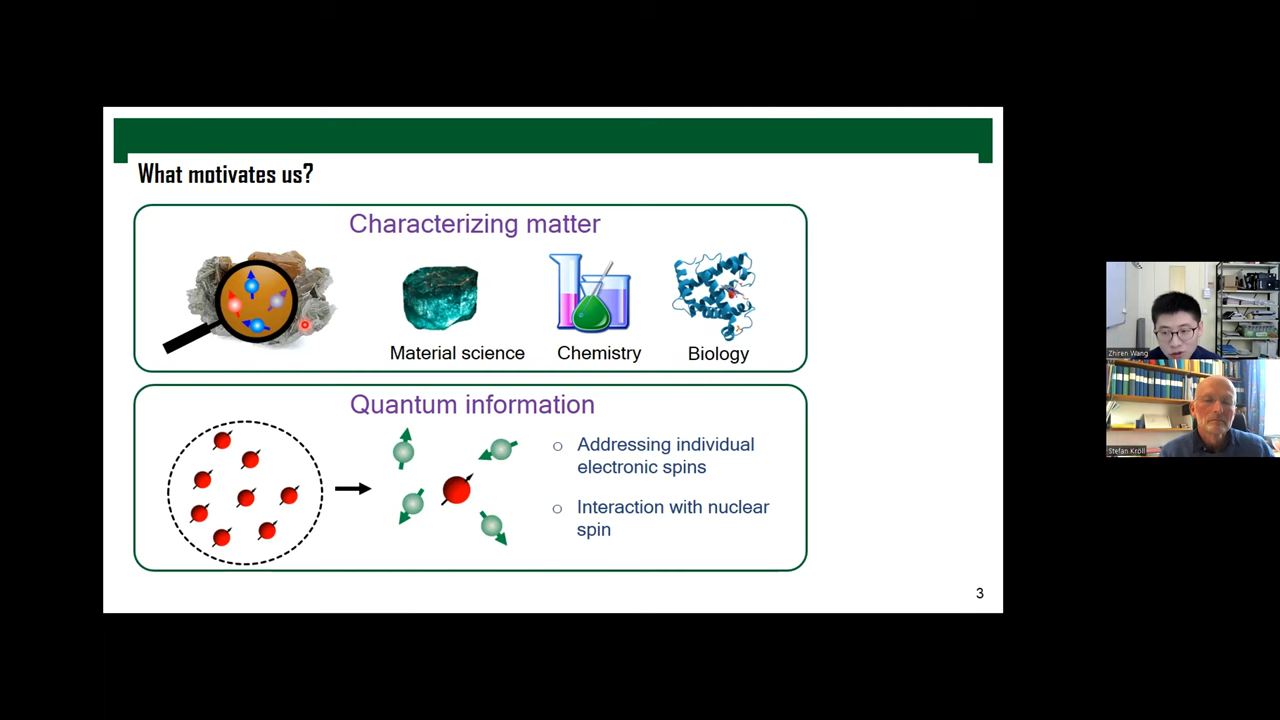 What motivates us?
Characterizing matter
Material science
Chemistry
Biology
Quantum information
o Addressing individual
electronic spins
o Interaction with nuclear
spin
3
Zhiren Wang
Stefan Kröll